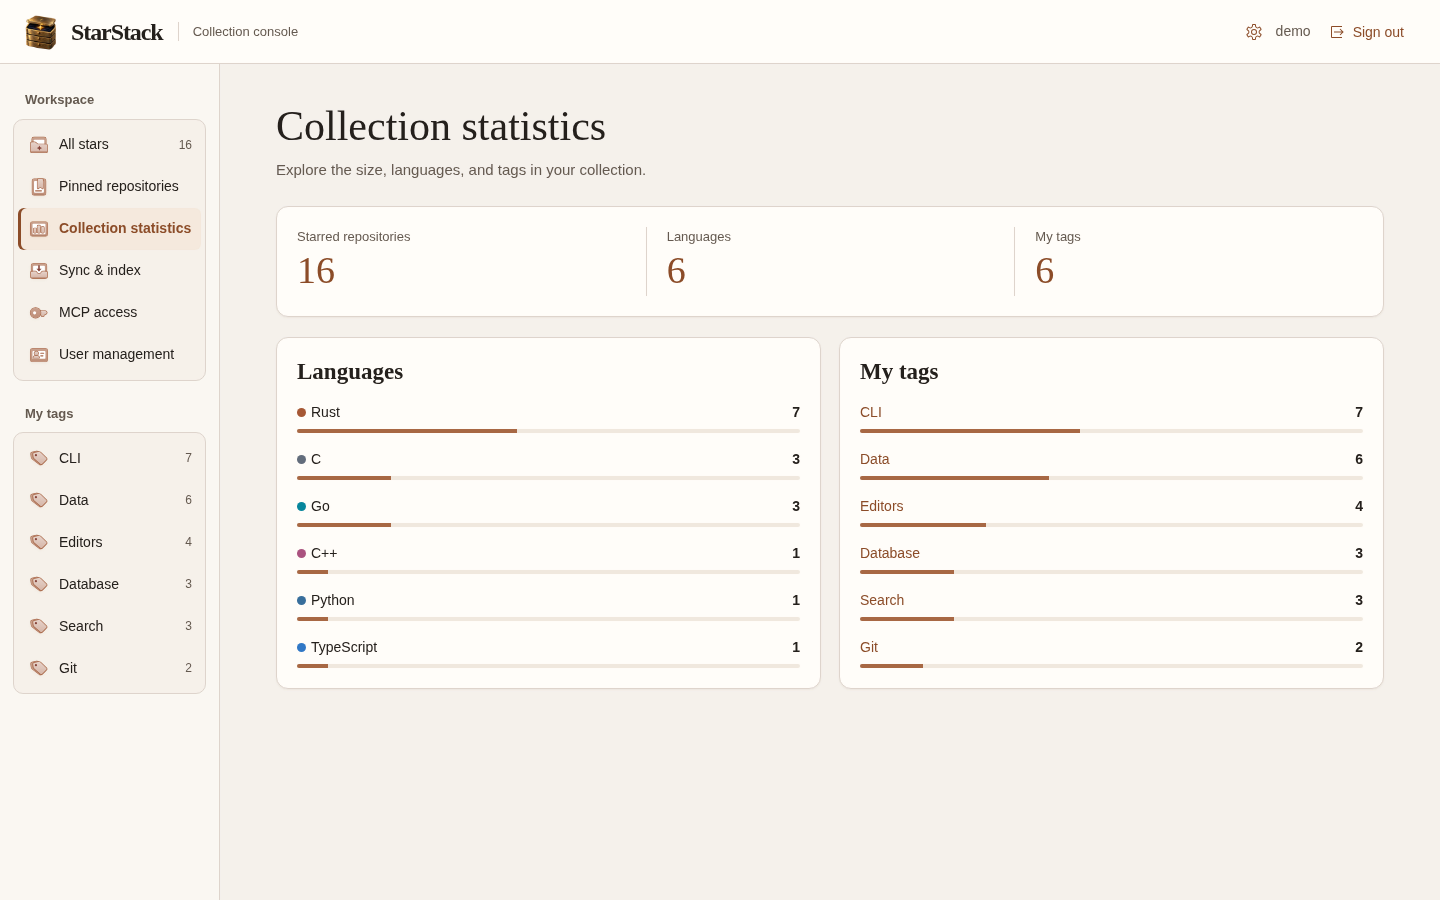 StarStack
Collection console
demo
Sign out
Workspace
All stars 16
Pinned repositories
Collection statistics
Sync & index
MCP access
User management
My tags
CLI 7
Data 6
Editors 4
Database 3
Search 3
Git 2
Collection statistics
Explore the size, languages, and tags in your collection.
Starred repositories
16
Languages
6
My tags
6
Languages
Rust 7
C 3
Go 3
C++ 1
Python 1
TypeScript 1
My tags
CLI 7
Data 6
Editors 4
Database 3
Search 3
Git 2